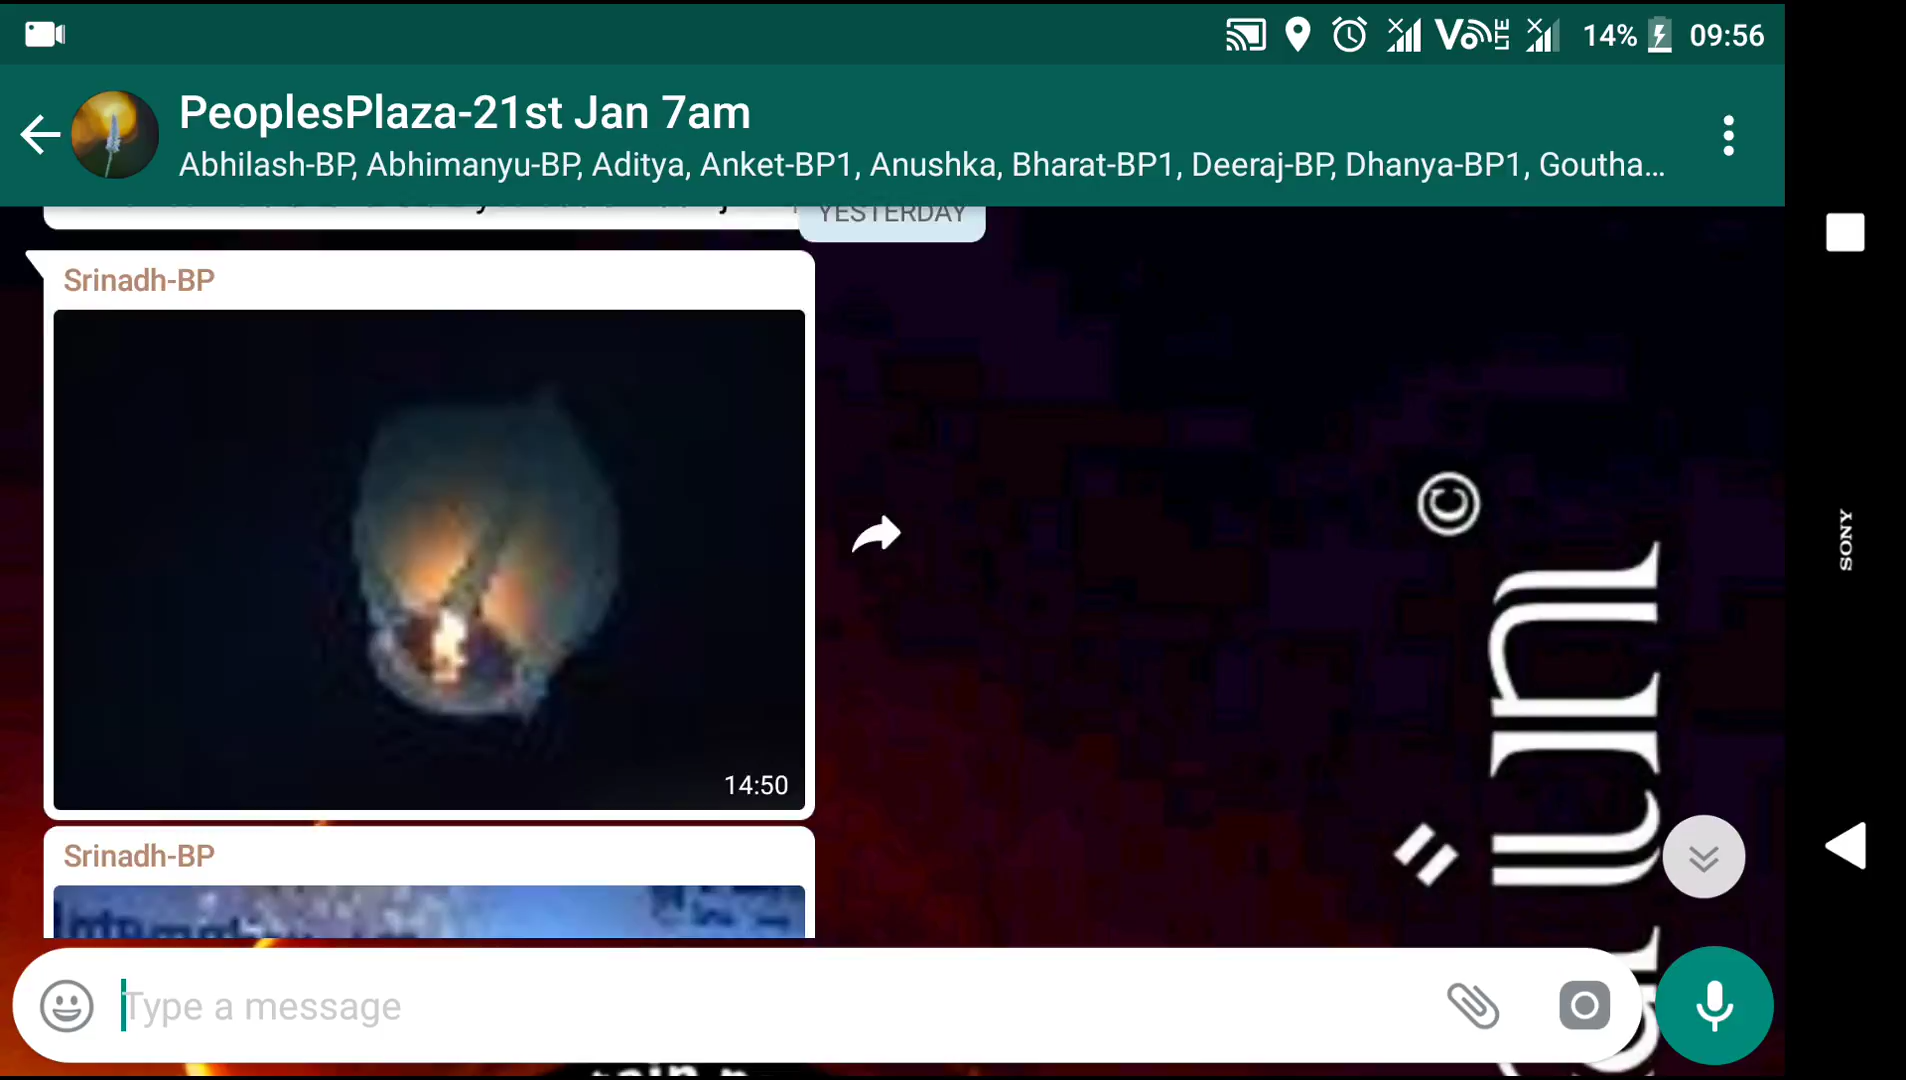 14% 09:56
PeoplesPlaza-21st Jan 7am
Abhilash-BP, Abhimanyu-BP, Aditya, Anket-BP1, Anushka, Bharat-BP1, Deeraj-BP, Dhanya-BP1, Goutha...
YESTERDAY
Srinadh-BP
14:50
Srinadh-BP
Type a message
©
SONY